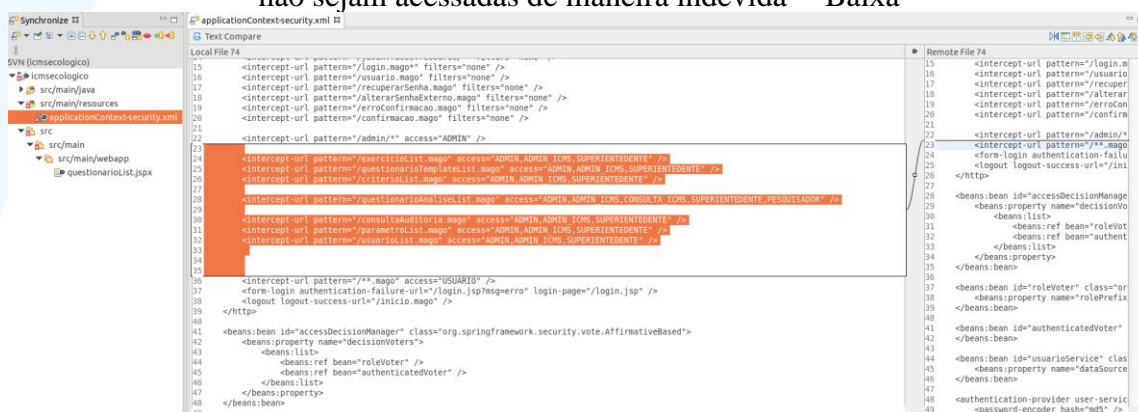 não sejam acessadas de maneira indevida – Baixa
Synchronize
applicationContext-security.xml
Text Compare
SVN (icmsecologico)
Local File 74
Remote File 74
icmsecologico
src/main/java
src/main/resources
applicationContext-security.xml
src
src/main
src/main/webapp
questionarioList.jspx
15 <intercept-url pattern="/login.mago*" filters="none" />
16 <intercept-url pattern="/usuario.mago" filters="none" />
17 <intercept-url pattern="/recuperarSenha.mago" filters="none" />
18 <intercept-url pattern="/alterarSenhaExterno.mago" filters="none" />
19 <intercept-url pattern="/erroConfirmacao.mago" filters="none" />
20 <intercept-url pattern="/confirmacao.mago" filters="none" />
21
22 <intercept-url pattern="/admin/*" access="ADMIN" />
23
24 <intercept-url pattern="/exercicioList.mago" access="ADMIN,ADMIN_ICMS,SUPERIENTEDENTE" />
25 <intercept-url pattern="/questionarioTemplateList.mago" access="ADMIN,ADMIN_ICMS,SUPERIENTEDENTE" />
26 <intercept-url pattern="/criterioList.mago" access="ADMIN,ADMIN_ICMS,SUPERIENTEDENTE" />
27
28 <intercept-url pattern="/questionarioAnaliseList.mago" access="ADMIN,ADMIN_ICMS,CONSULTA_ICMS,SUPERIENTEDENTE,PESQUISADOR" />
29
30 <intercept-url pattern="/consultaAuditoria.mago" access="ADMIN,ADMIN_ICMS,SUPERIENTEDENTE" />
31 <intercept-url pattern="/parametroList.mago" access="ADMIN,ADMIN_ICMS,SUPERIENTEDENTE" />
32 <intercept-url pattern="/usuarioList.mago" access="ADMIN,ADMIN_ICMS,SUPERIENTEDENTE" />
33
34
35
36 <intercept-url pattern="/**.mago" access="USUARIO" />
37 <form-login authentication-failure-url="/login.jsp?msg=erro" login-page="/login.jsp" />
38 <logout logout-success-url="/inicio.mago" />
39 </http>
40
41 <beans:bean id="accessDecisionManager" class="org.springframework.security.vote.AffirmativeBased">
42 <beans:property name="decisionVoters">
43 <beans:list>
44 <beans:ref bean="roleVoter" />
45 <beans:ref bean="authenticatedVoter" />
46 </beans:list>
47 </beans:property>
48 </beans:bean>
15 <intercept-url pattern="/login.m
16 <intercept-url pattern="/usuario
17 <intercept-url pattern="/recuper
18 <intercept-url pattern="/alterar
19 <intercept-url pattern="/erroCon
20 <intercept-url pattern="/confirm
21
22 <intercept-url pattern="/admin/*
23 <intercept-url pattern="/**.mago
24 <form-login authentication-failu
25 <logout logout-success-url="/ini
26 </http>
27
28 <beans:bean id="accessDecisionManage
29 <beans:property name="decisionVo
30 <beans:list>
31 <beans:ref bean="roleVot
32 <beans:ref bean="authent
33 </beans:list>
34 </beans:property>
35 </beans:bean>
36
37 <beans:bean id="roleVoter" class="or
38 <beans:property name="rolePrefix
39 </beans:bean>
40
41 <beans:bean id="authenticatedVoter"
42 </beans:bean>
43
44 <beans:bean id="usuarioService" clas
45 <beans:property name="dataSource
46 </beans:bean>
47
48 <authentication-provider user-servic
49 <password-encoder hash="md5" />